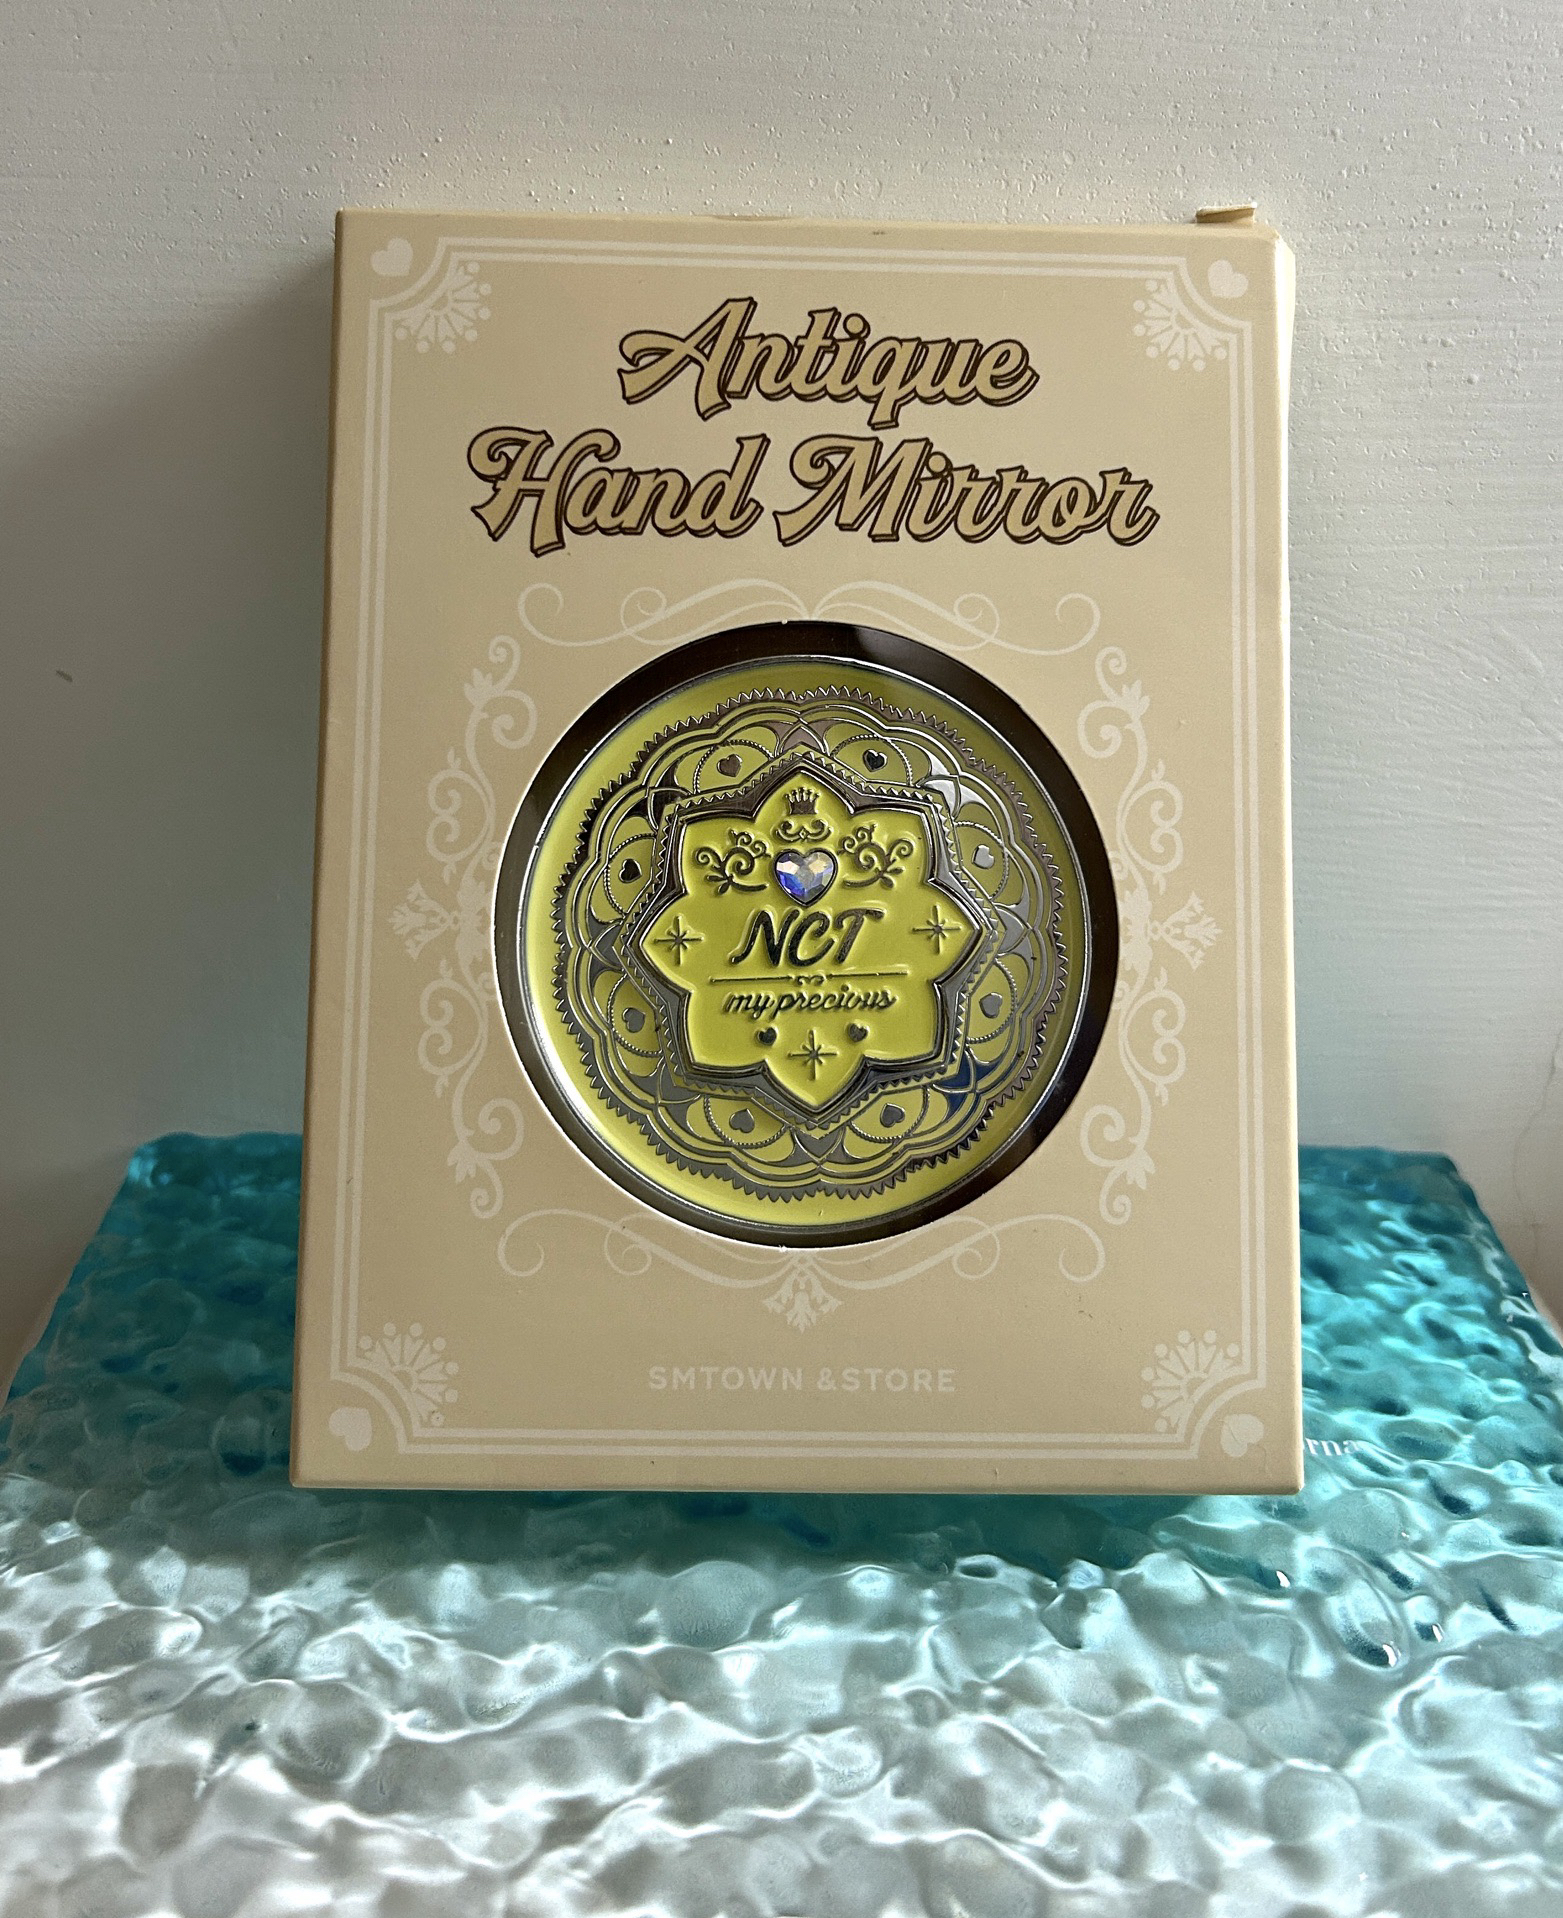 Antique
Hand Mirror
NCT
my precious
SMTOWN &STORE